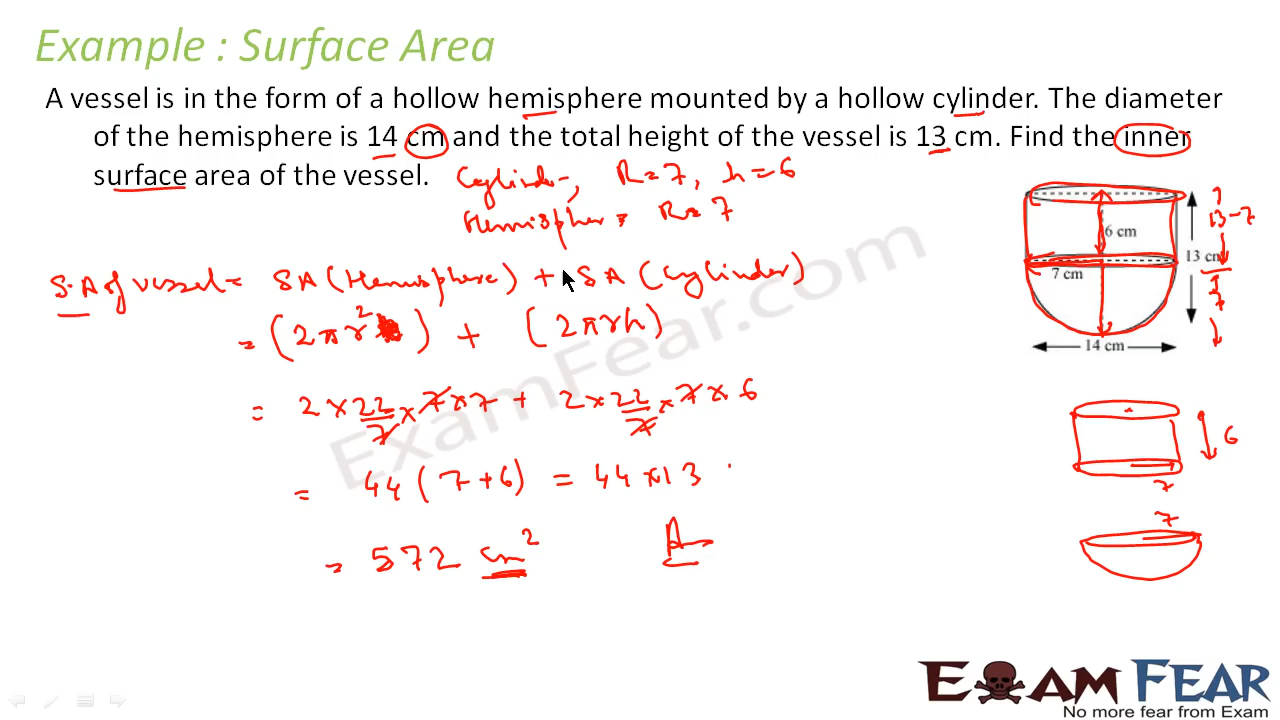 Example : Surface Area
A vessel is in the form of a hollow hemisphere mounted by a hollow cylinder. The diameter
of the hemisphere is 14 cm and the total height of the vessel is 13 cm. Find the inner
surface area of the vessel.
Cylinder, R=7, h=6
Hemisphere = R=7
S.A of vessel = SA (Hemisphere) + SA (Cylinder)
= (2πr²) + (2πrh)
= 2 × 22/7 × 7 × 7 + 2 × 22/7 × 7 × 6
= 44 (7+6) = 44 × 13
= 572 cm²
6 cm
7 cm
13 cm
14 cm
13-7
7
6
7
7
ExamFear.com
EXAM FEAR
No more fear from Exam